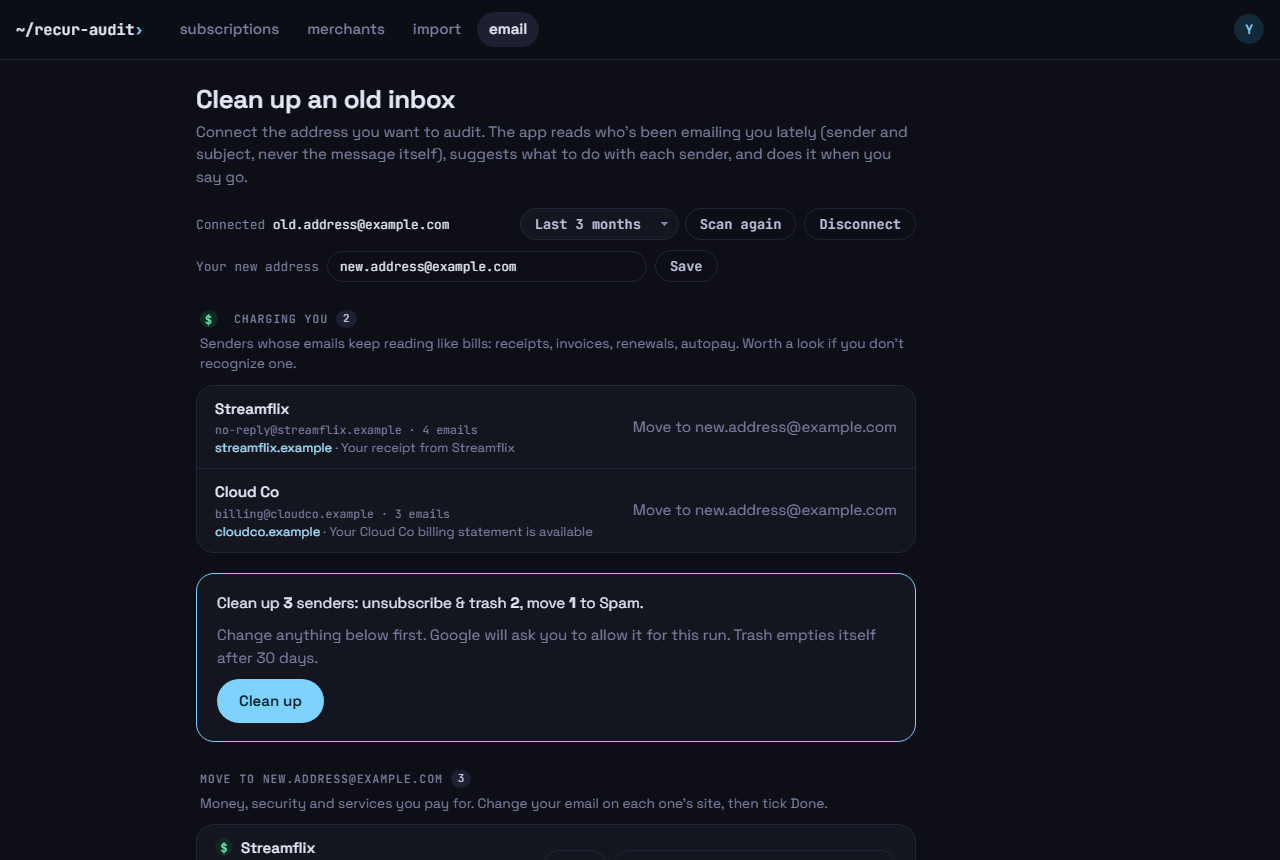 ~/recur-audit›
subscriptions
merchants
import
email
Y
Clean up an old inbox
Connect the address you want to audit. The app reads who's been emailing you lately (sender and
subject, never the message itself), suggests what to do with each sender, and does it when you
say go.
Connected old.address@example.com
Last 3 months
Scan again
Disconnect
Your new address
new.address@example.com
Save
$ CHARGING YOU 2
Senders whose emails keep reading like bills: receipts, invoices, renewals, autopay. Worth a look if you don't
recognize one.
Streamflix
no-reply@streamflix.example · 4 emails
streamflix.example · Your receipt from Streamflix
Move to new.address@example.com
Cloud Co
billing@cloudco.example · 3 emails
cloudco.example · Your Cloud Co billing statement is available
Move to new.address@example.com
Clean up 3 senders: unsubscribe & trash 2, move 1 to Spam.
Change anything below first. Google will ask you to allow it for this run. Trash empties itself
after 30 days.
Clean up
MOVE TO NEW.ADDRESS@EXAMPLE.COM 3
Money, security and services you pay for. Change your email on each one's site, then tick Done.
$ Streamflix